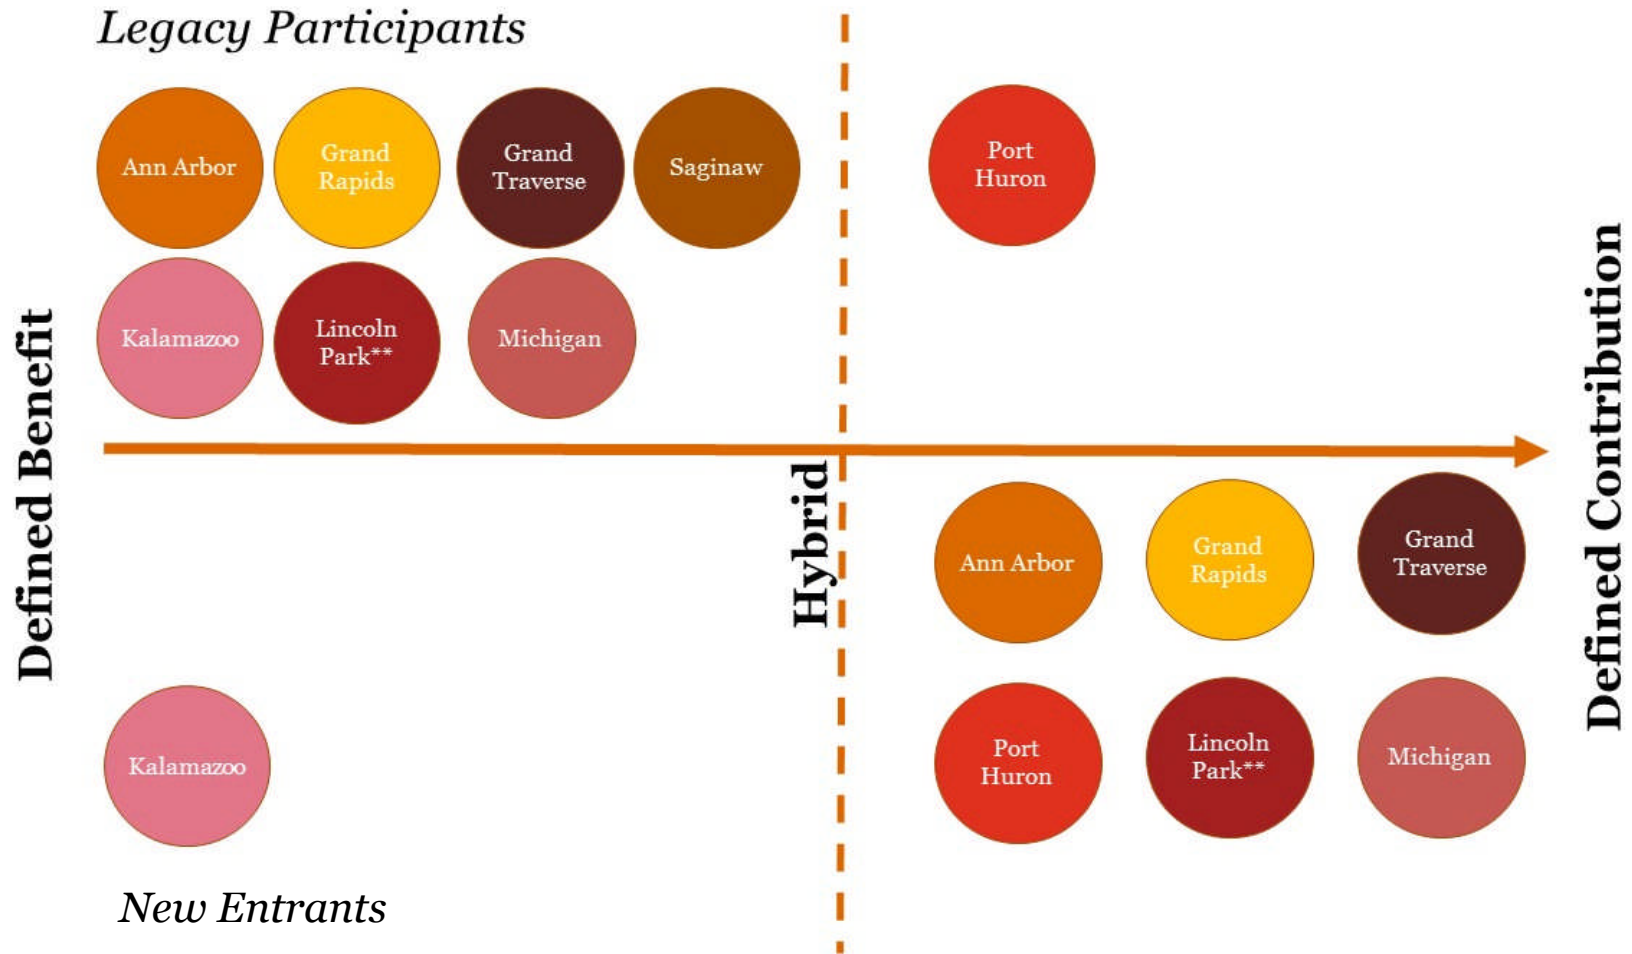 Legacy Participants
Ann Arbor
Grand
Rapids
Grand
Traverse
Saginaw
Port
Huron
Kalamazoo
Lincoln
Park**
Michigan
Defined Benefit
Hybrid
Defined Contribution
Ann Arbor
Grand
Rapids
Grand
Traverse
Kalamazoo
Port
Huron
Lincoln
Park**
Michigan
New Entrants